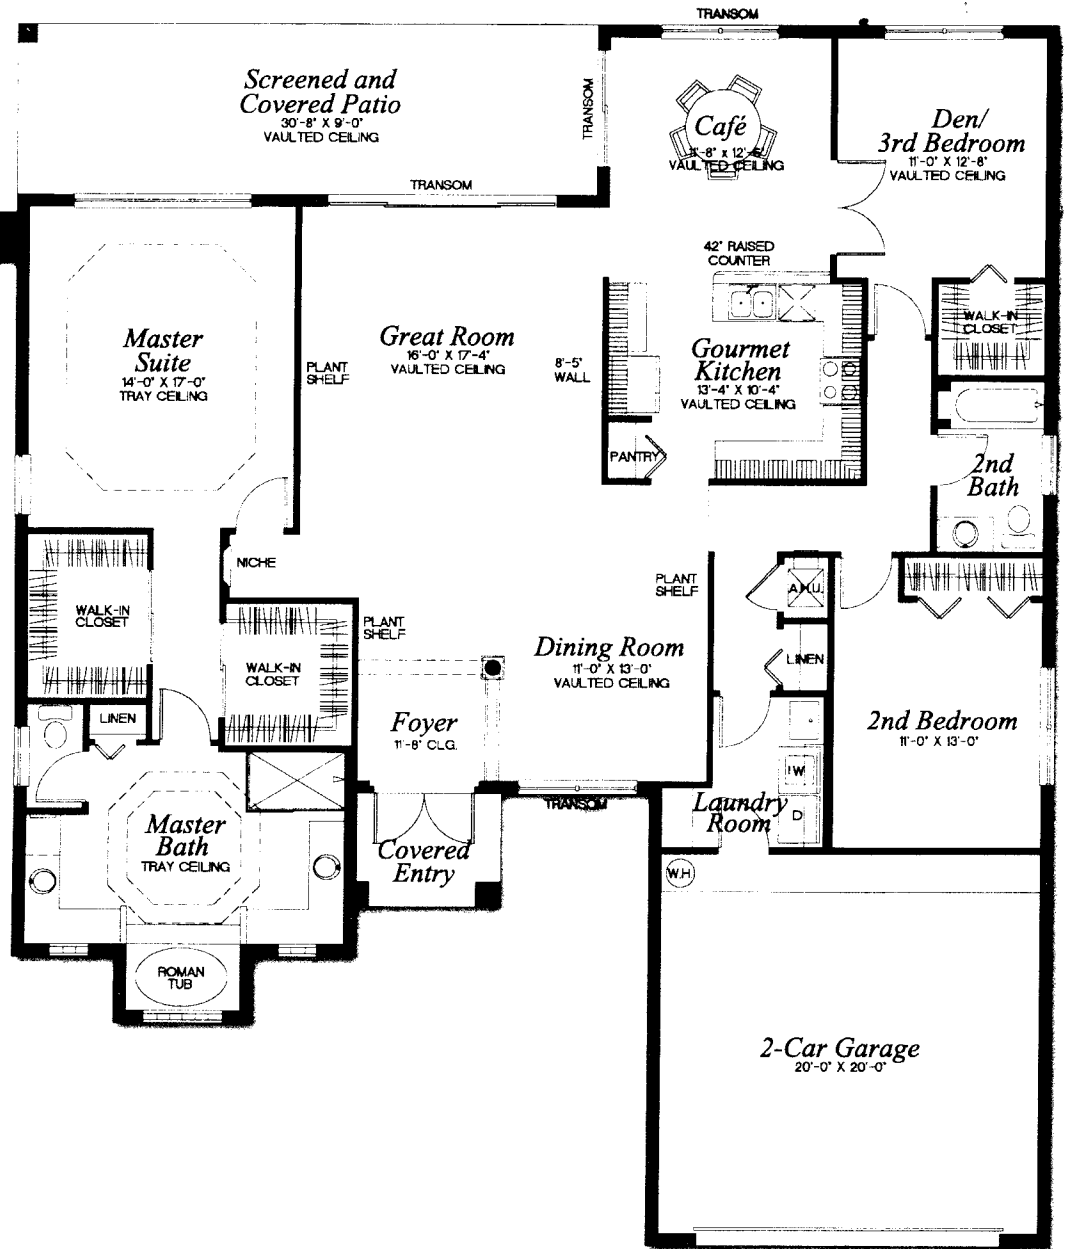 TRANSOM
Screened and
Covered Patio
30'-8" X 9'-0"
VAULTED CEILING
TRANSOM
TRANSOM
Café
VAULTED CEILING
Den/
3rd Bedroom
11'-0" X 12'-8"
VAULTED CEILING
42" RAISED
COUNTER
Master
Suite
14'-0" X 17'-0"
TRAY CEILING
PLANT
SHELF
Great Room
16'-0" X 17'-4"
VAULTED CEILING
8'-5"
WALL
Gourmet
Kitchen
13'-4" X 10'-4"
VAULTED CEILING
WALK-IN
CLOSET
PANTRY
2nd
Bath
NICHE
WALK-IN
CLOSET
PLANT
SHELF
PLANT
SHELF
A.H.U.
WALK-IN
CLOSET
Dining Room
11'-0" X 13'-0"
VAULTED CEILING
LINEN
LINEN
Foyer
11'-8" CLG.
2nd Bedroom
11'-0" X 13'-0"
W
D
Laundry
Room
TRANSOM
Master
Bath
TRAY CEILING
Covered
Entry
W.H.
ROMAN
TUB
2-Car Garage
20'-0" X 20'-0"